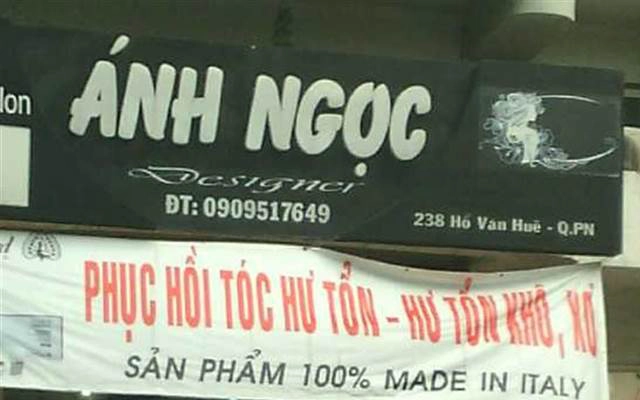 lon
ÁNH NGỌC
Designer
ĐT: 0909517649
238 Hồ Văn Huê - Q.PN
PHỤC HỒI TÓC HƯ TỔN - HƯ TỔN KHÔ, XƠ
SẢN PHẨM 100% MADE IN ITALY